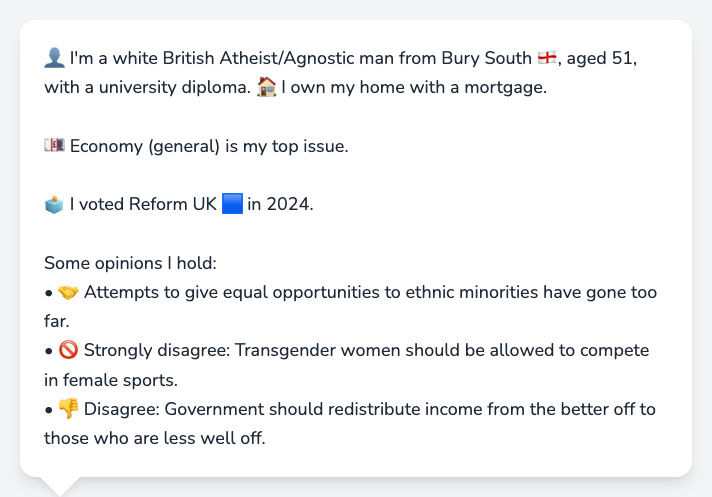 👤 I'm a white British Atheist/Agnostic man from Bury South 🏴󠁧󠁢󠁥󠁮󠁧󠁿, aged 51,
with a university diploma. 🏠 I own my home with a mortgage.
💷 Economy (general) is my top issue.
🗳️ I voted Reform UK 🟦 in 2024.
Some opinions I hold:
• 🤝 Attempts to give equal opportunities to ethnic minorities have gone too
far.
• 🚫 Strongly disagree: Transgender women should be allowed to compete
in female sports.
• 👎 Disagree: Government should redistribute income from the better off to
those who are less well off.